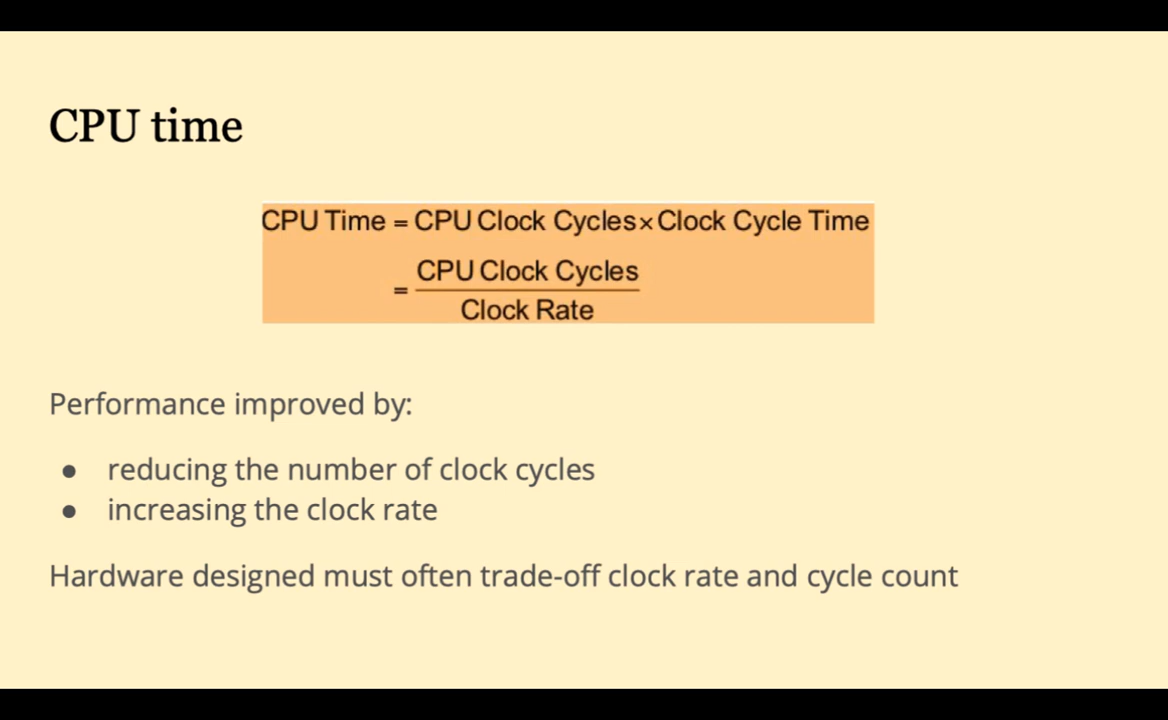 CPU time
CPU Time = CPU Clock Cycles × Clock Cycle Time
= CPU Clock Cycles
Clock Rate
Performance improved by:
● reducing the number of clock cycles
● increasing the clock rate
Hardware designed must often trade-off clock rate and cycle count